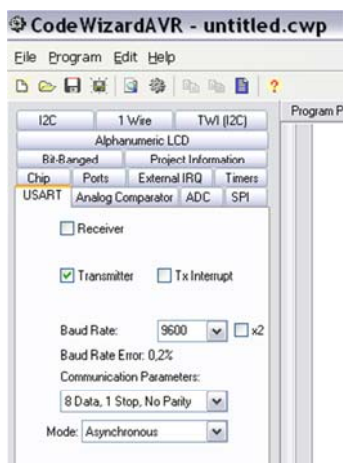 CodeWizardAVR - untitled.cwp
File Program Edit Help
?
Program P
I2C 1 Wire TWI (I2C)
Alphanumeric LCD
Bit-Banged Project Information
Chip Ports External IRQ Timers
USART Analog Comparator ADC SPI
Receiver
Transmitter Tx Interrupt
Baud Rate: 9600 x2
Baud Rate Error: 0,2%
Communication Parameters:
8 Data, 1 Stop, No Parity
Mode: Asynchronous